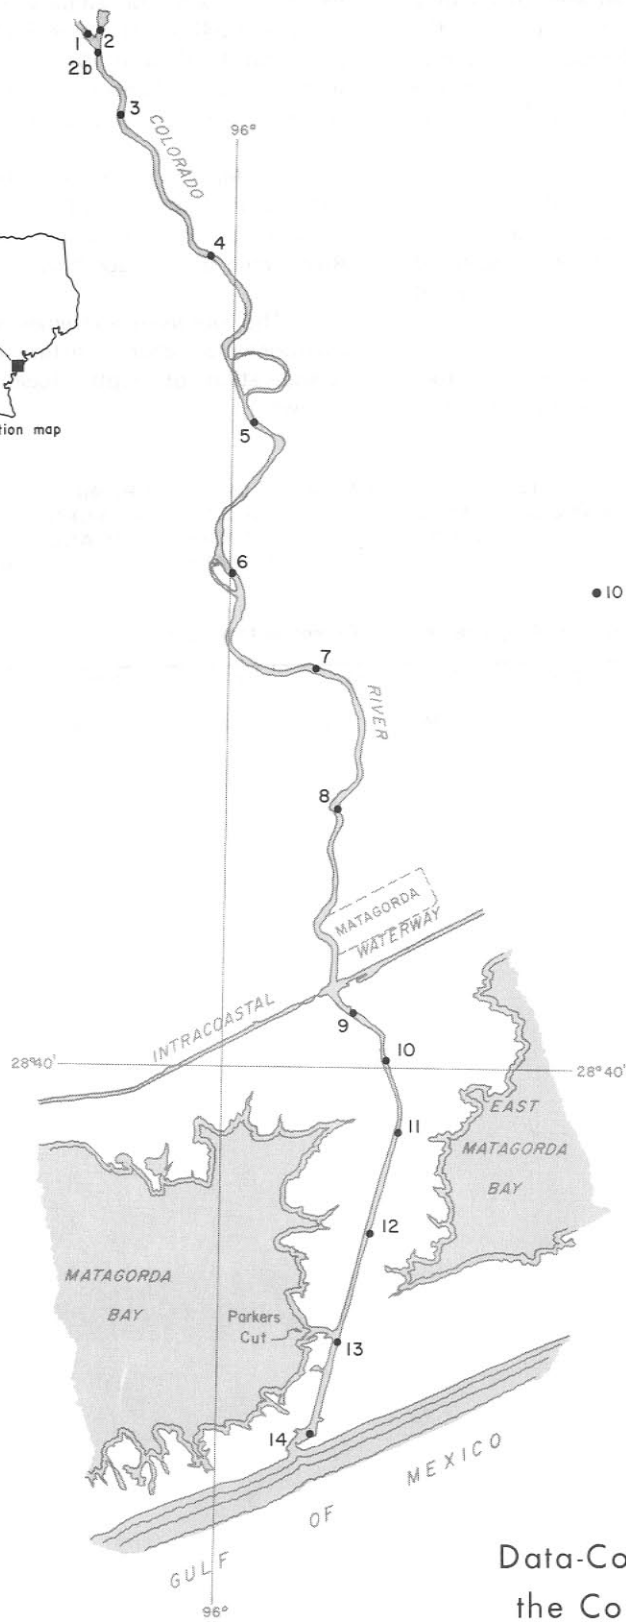 1
2
2b
3
COLORADO
96°
4
tion map
5
6
10
7
RIVER
8
MATAGORDA
WATERWAY
INTRACOASTAL
9
28°40'
10
28°40'
EAST
MATAGORDA
BAY
11
12
MATAGORDA
BAY
Parkers
Cut
13
14
GULF OF MEXICO
96°
Data-Co
the Co